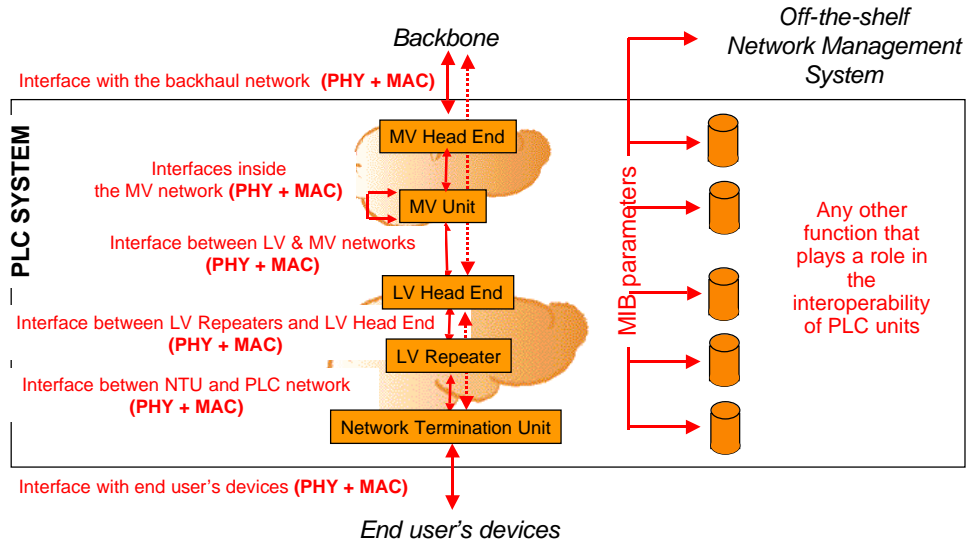 Off-the-shelf
Network Management
System
Backbone
Interface with the backhaul network (PHY + MAC)
PLC SYSTEM
MV Head End
Interfaces inside
the MV network (PHY + MAC)
MV Unit
Interface between LV & MV networks
(PHY + MAC)
LV Head End
Interface between LV Repeaters and LV Head End
(PHY + MAC)
LV Repeater
Interface betwen NTU and PLC network
(PHY + MAC)
Network Termination Unit
MIB parameters
Any other
function that
plays a role in
the
interoperability
of PLC units
Interface with end user's devices (PHY + MAC)
End user's devices